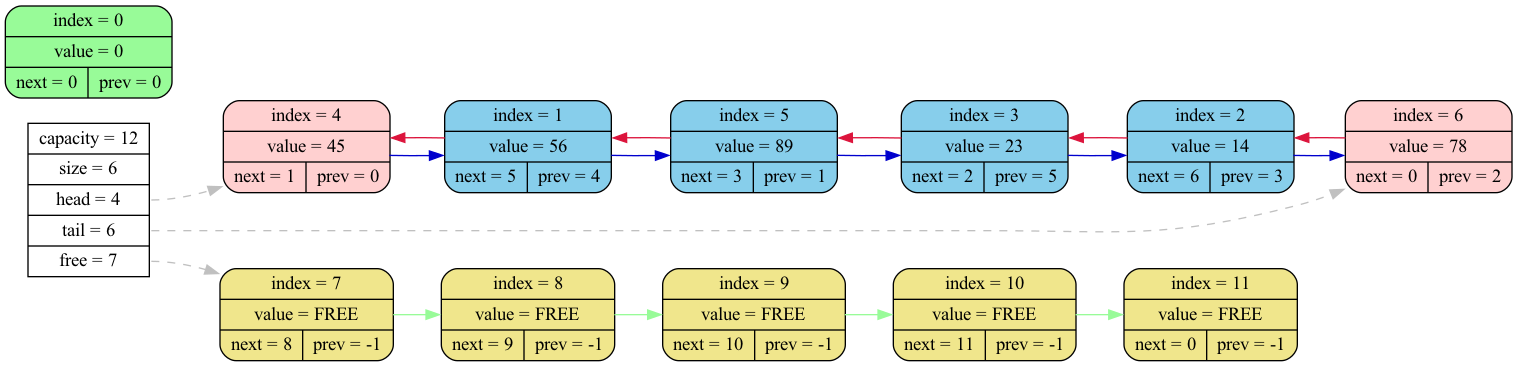 index = 0
value = 0
next = 0 prev = 0
capacity = 12
size = 6
head = 4
tail = 6
free = 7
index = 4
value = 45
next = 1 prev = 0
index = 1
value = 56
next = 5 prev = 4
index = 5
value = 89
next = 3 prev = 1
index = 3
value = 23
next = 2 prev = 5
index = 2
value = 14
next = 6 prev = 3
index = 6
value = 78
next = 0 prev = 2
index = 7
value = FREE
next = 8 prev = -1
index = 8
value = FREE
next = 9 prev = -1
index = 9
value = FREE
next = 10 prev = -1
index = 10
value = FREE
next = 11 prev = -1
index = 11
value = FREE
next = 0 prev = -1